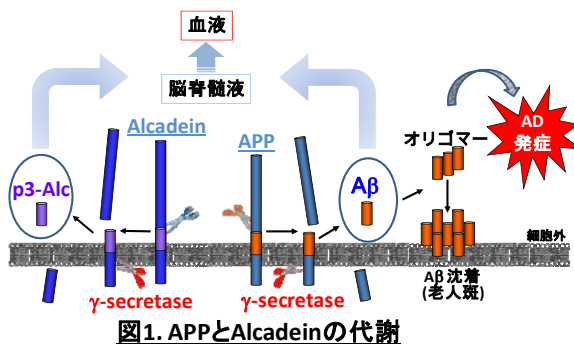 血液
脳脊髄液
Alcadein
APP
オリゴマー
AD
発症
p3-Alc
Aβ
細胞外
γ-secretase
γ-secretase
Aβ 沈着
(老人斑)
図1. APPとAlcadeinの代謝